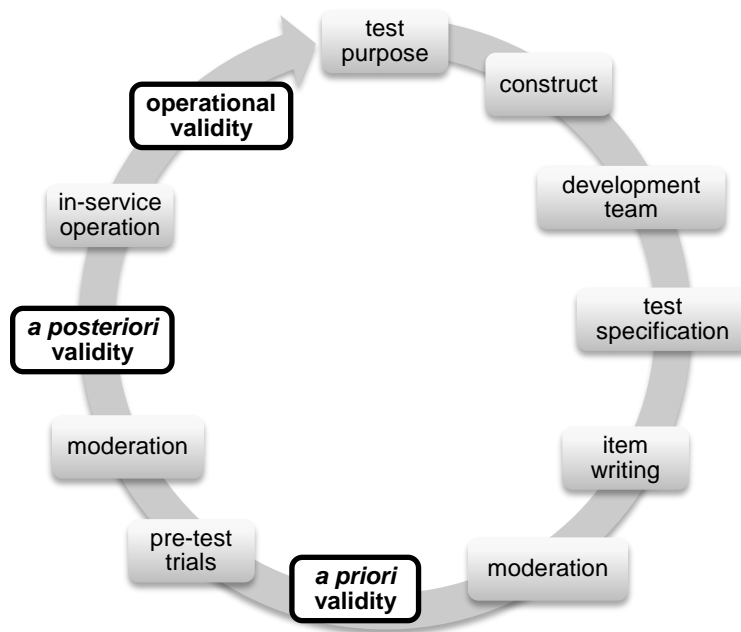 test
purpose
construct
development
team
test
specification
item
writing
moderation
a priori
validity
pre-test
trials
moderation
a posteriori
validity
in-service
operation
operational
validity